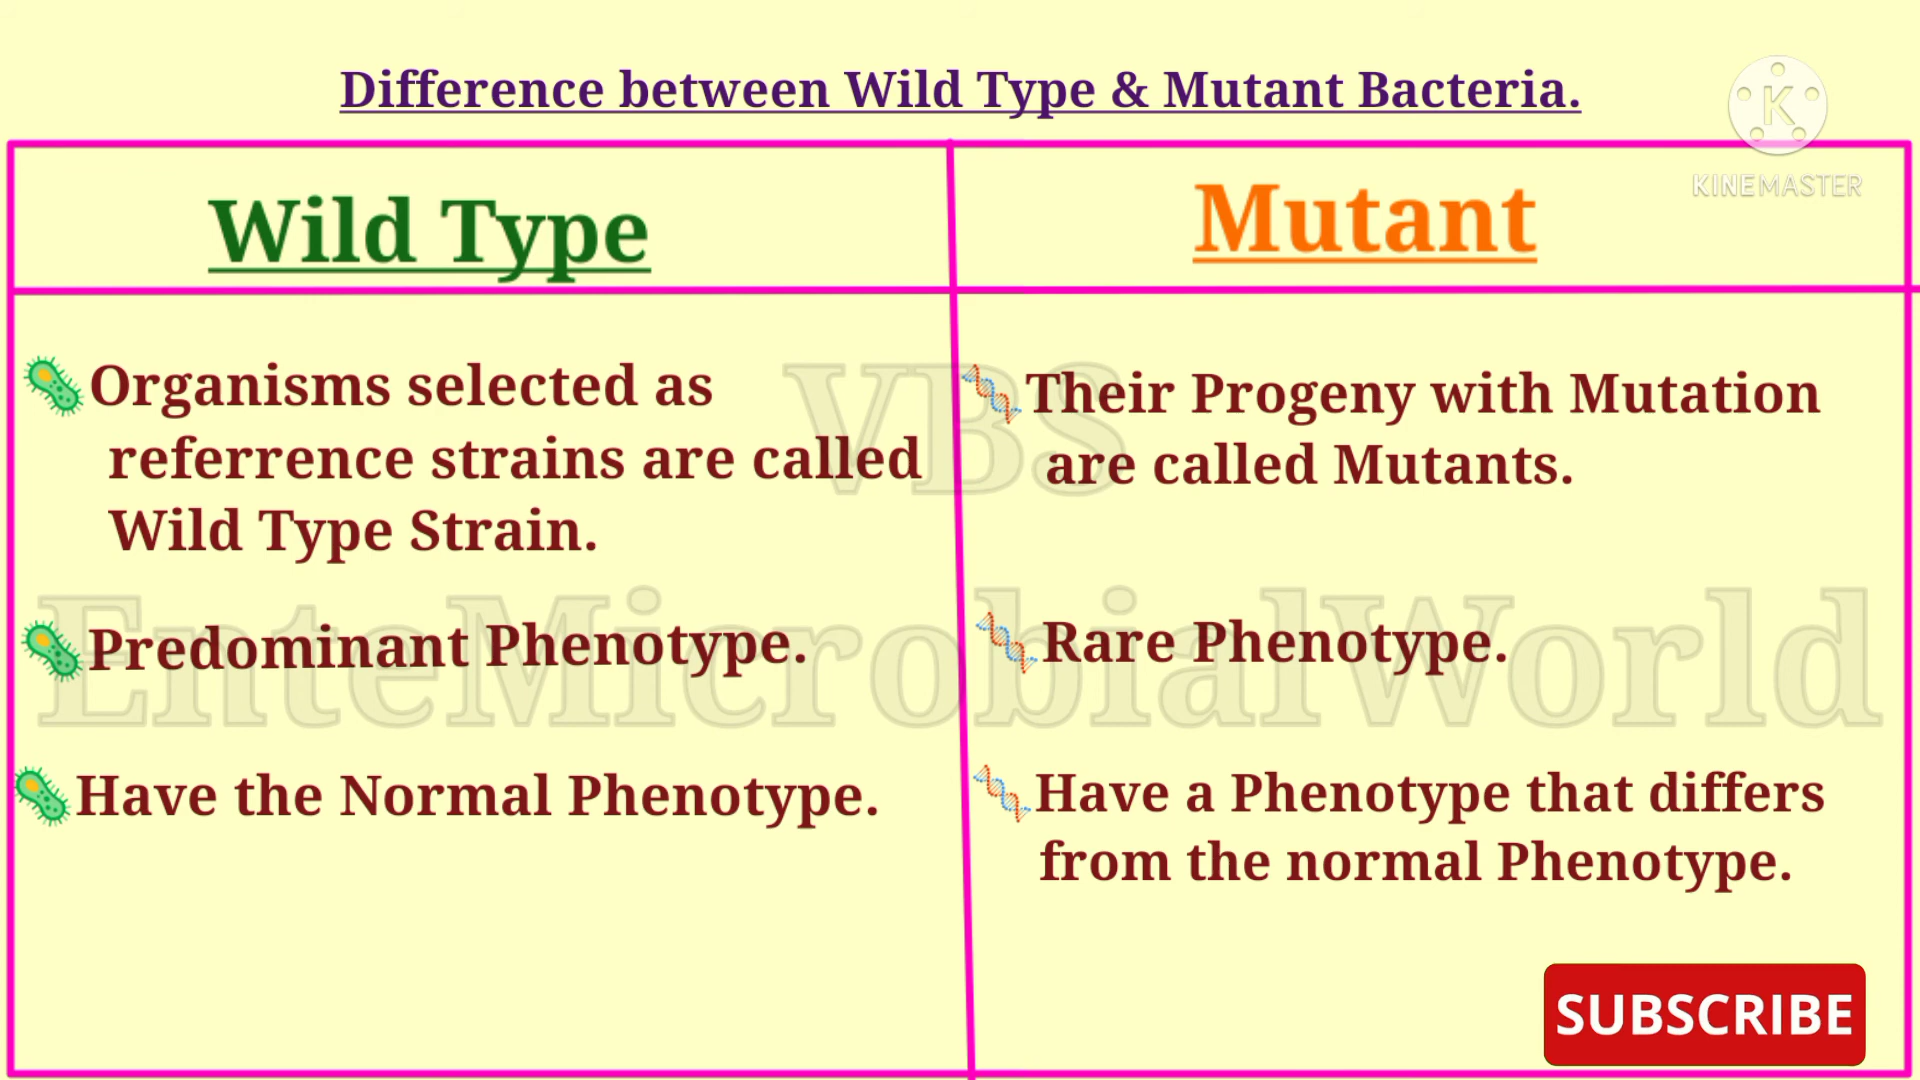 Difference between Wild Type & Mutant Bacteria.
K
KINEMASTER
Wild Type
Mutant
Organisms selected as
referrence strains are called
Wild Type Strain.
Their Progeny with Mutation
are called Mutants.
VBS
EnteMicrobialWorld
Predominant Phenotype.
Rare Phenotype.
Have the Normal Phenotype.
Have a Phenotype that differs
from the normal Phenotype.
SUBSCRIBE